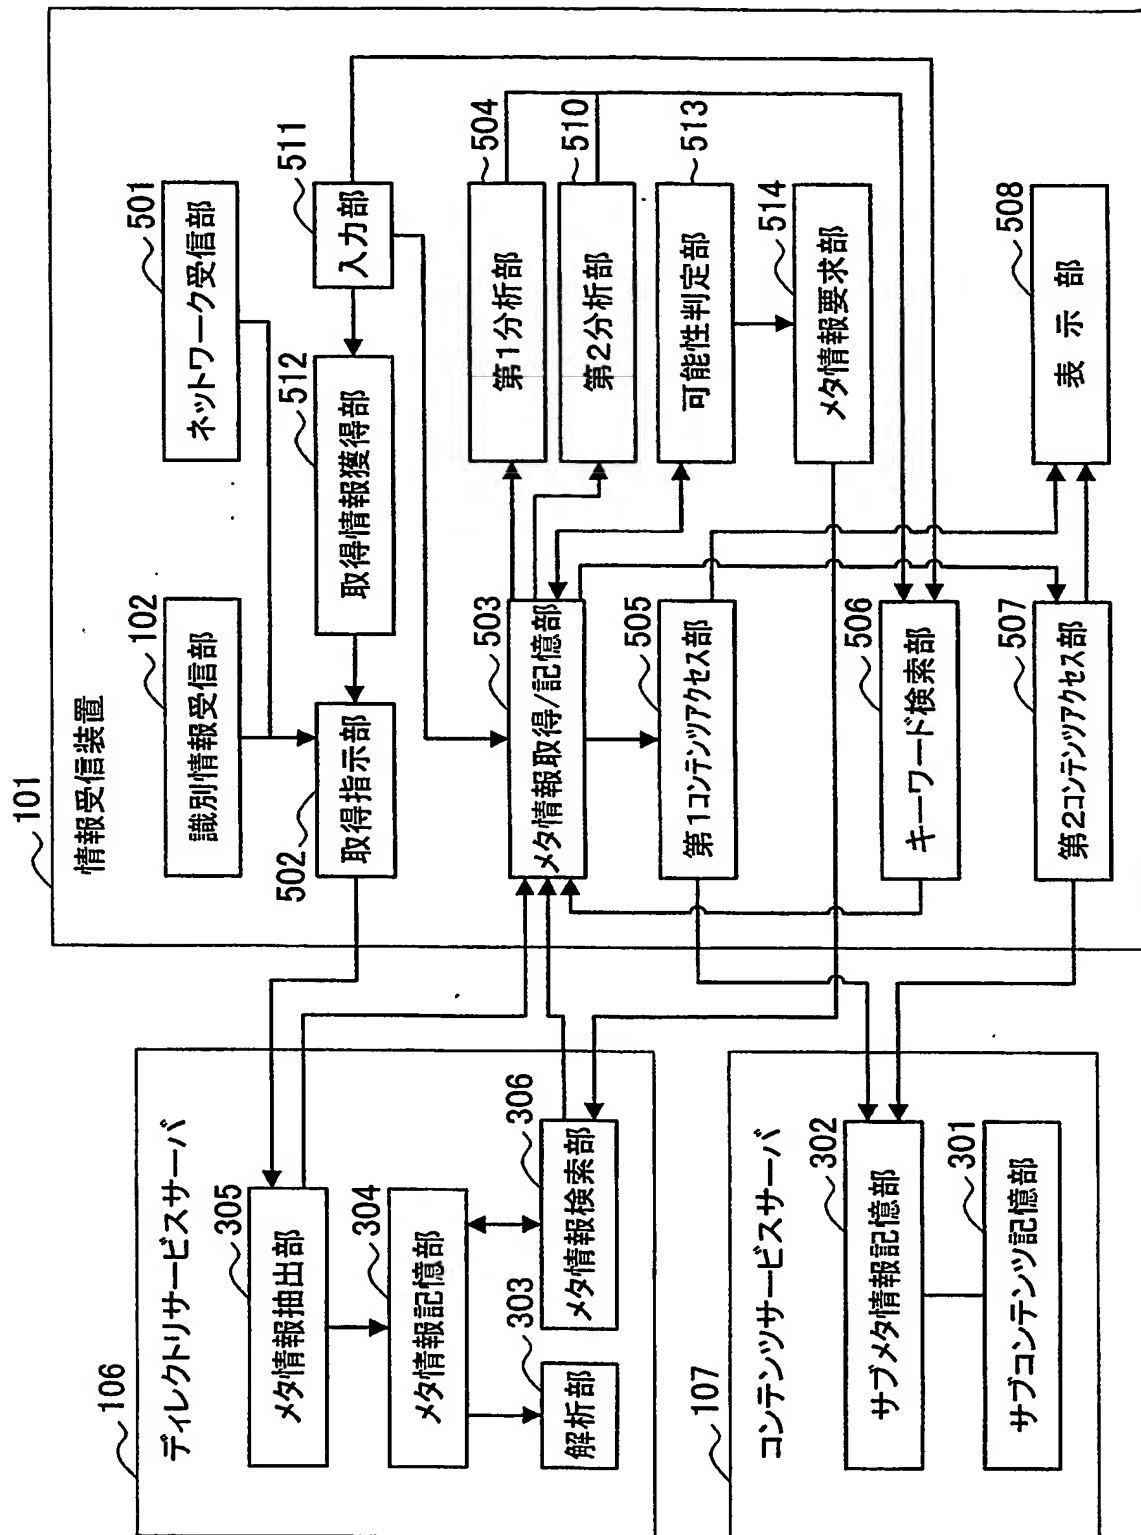 101
情報受信装置
102
識別情報受信部
501
ネットワーク受信部
502
取得指示部
512
取得情報獲得部
511
入力部
503
メタ情報取得/記憶部
504
第1分析部
510
第2分析部
505
第1コンテンツアクセス部
513
可能性判定部
514
メタ情報要求部
506
キーワード検索部
507
第2コンテンツアクセス部
508
表示部
106
ディレクトリサービスサーバ
305
メタ情報抽出部
304
メタ情報記憶部
303
解析部
306
メタ情報検索部
107
コンテンツサービスサーバ
302
サブメタ情報記憶部
301
サブコンテンツ記憶部